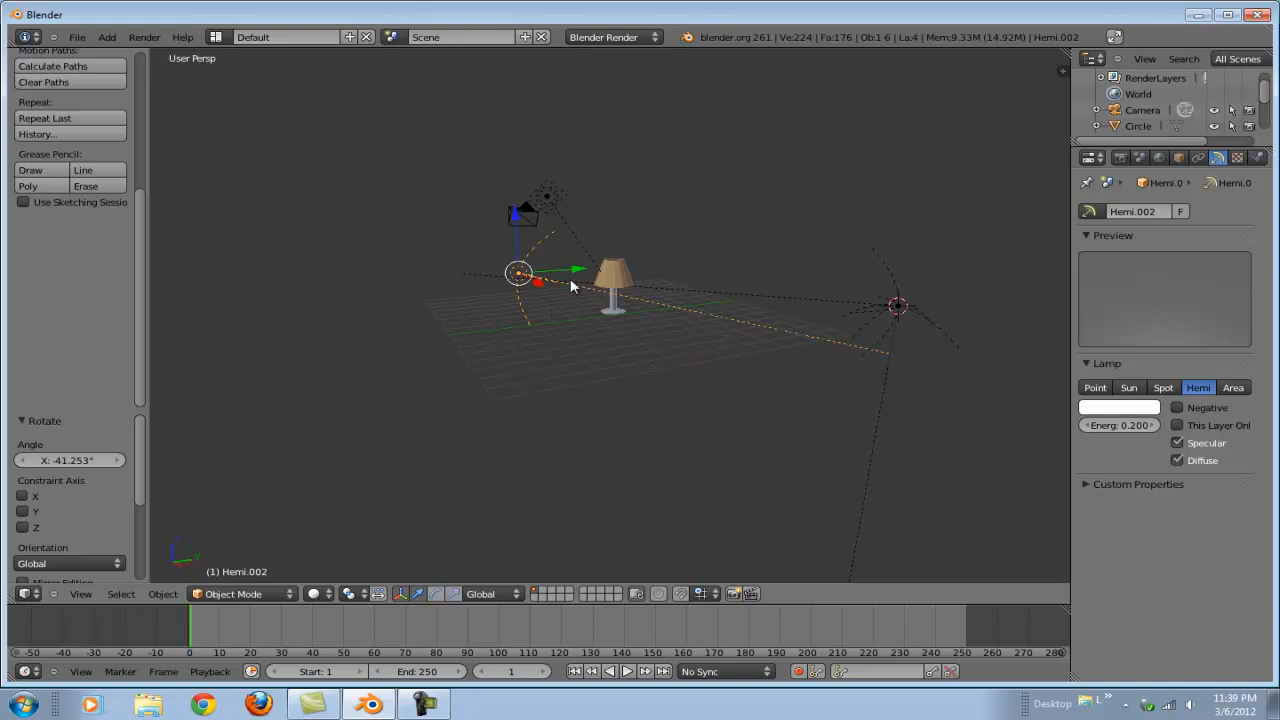 Blender
File Add Render Help Default Scene Blender Render blender.org 261 | Ve:224 | Fa:176 | Ob:1-6 | La:4 | Mem:9.33M (14.92M) | Hemi.002
Motion Paths:
Calculate Paths
Clear Paths
Repeat:
Repeat Last
History...
Grease Pencil:
Draw Line
Poly Erase
Use Sketching Sessio
Rotate
Angle
X: -41.253°
Constraint Axis
X
Y
Z
Orientation
Global
User Persp
(1) Hemi.002
View Search All Scenes
RenderLayers
World
Camera
Circle
Hemi.0 Hemi.0
Hemi.002 F
Preview
Lamp
Point Sun Spot Hemi Area
Negative
Energ: 0.200 This Layer Onl
Specular
Diffuse
Custom Properties
View Select Object Object Mode Global
-50 -40 -30 -20 -10 0 10 20 30 40 50 60 70 80 90 100 110 120 130 140 150 160 170 180 190 200 210 220 230 240 250 260 270 280
View Marker Frame Playback Start: 1 End: 250 1 No Sync
Desktop L » 11:39 PM
3/6/2012